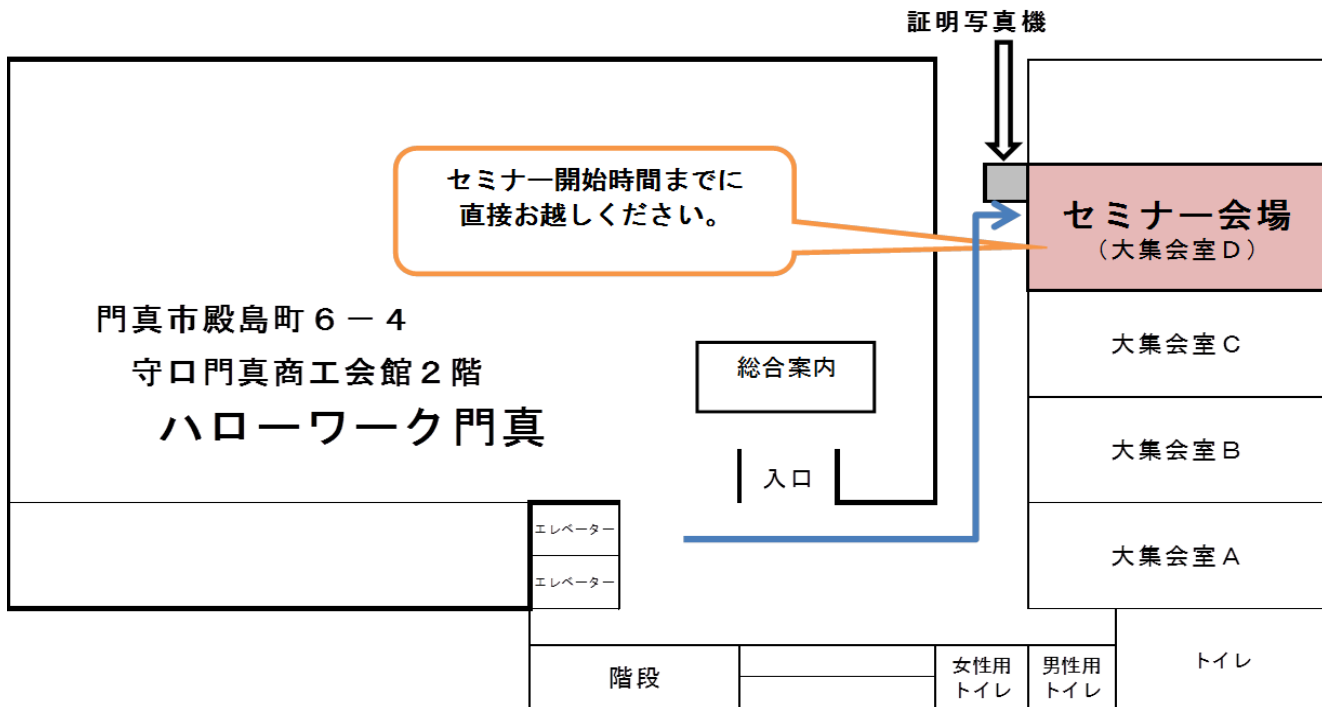 証明写真機
セミナー開始時間までに
直接お越しください。
セミナー会場
（大集会室Ｄ）
門真市殿島町６－４
守口門真商工会館２階
ハローワーク門真
総合案内
大集会室Ｃ
大集会室Ｂ
入口
エレベーター
エレベーター
大集会室Ａ
階段
女性用
トイレ
男性用
トイレ
トイレ